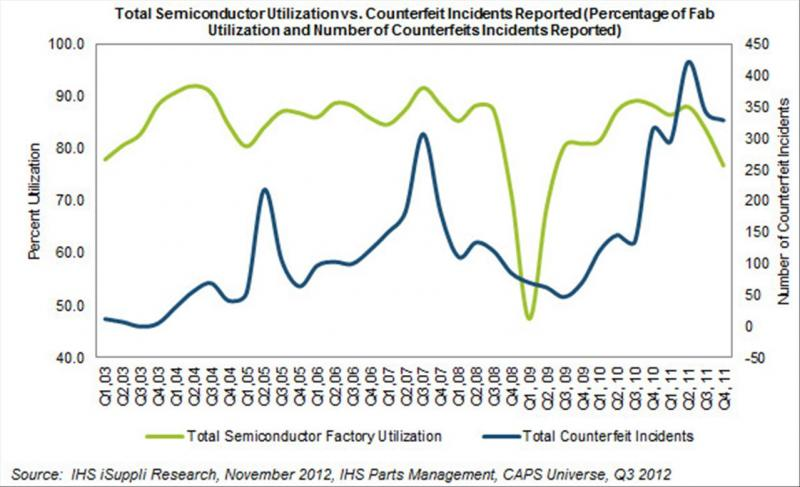 Total Semiconductor Utilization vs. Counterfeit Incidents Reported (Percentage of Fab
Utilization and Number of Counterfeits Incidents Reported)
100.0
90.0
80.0
70.0
60.0
50.0
40.0
Percent Utilization
450
400
350
300
250
200
150
100
50
0
-50
Number of Counterfeit Incidents
Q1, 03
Q2, 03
Q3, 03
Q4, 03
Q1, 04
Q2, 04
Q3, 04
Q4, 04
Q1, 05
Q2, 05
Q3, 05
Q4, 05
Q1, 06
Q2, 06
Q3, 06
Q4, 06
Q1, 07
Q2, 07
Q3, 07
Q4, 07
Q1, 08
Q2, 08
Q3, 08
Q4, 08
Q1, 09
Q2, 09
Q3, 09
Q4, 09
Q1, 10
Q2, 10
Q3, 10
Q4, 10
Q1, 11
Q2, 11
Q3, 11
Q4, 11
Total Semiconductor Factory Utilization
Total Counterfeit Incidents
Source: IHS iSuppli Research, November 2012, IHS Parts Management, CAPS Universe, Q3 2012